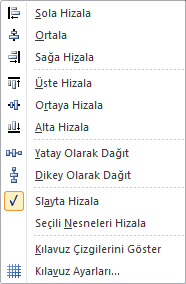 Sola Hizala
Ortala
Sağa Hizala
Üste Hizala
Ortaya Hizala
Alta Hizala
Yatay Olarak Dağıt
Dikey Olarak Dağıt
Slayta Hizala
Seçili Nesneleri Hizala
Kılavuz Çizgilerini Göster
Kılavuz Ayarları...